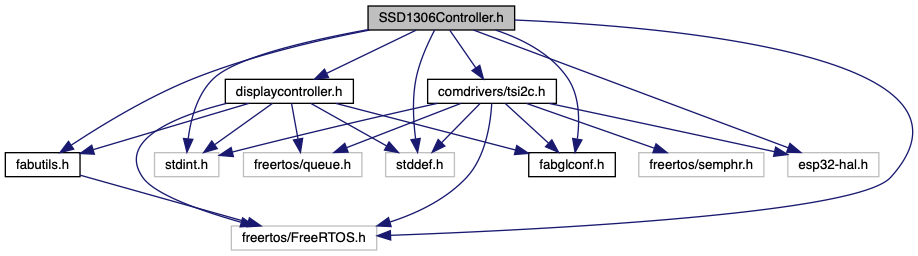 SSD1306Controller.h
displaycontroller.h
comdrivers/tsi2c.h
fabutils.h
stdint.h
freertos/queue.h
stddef.h
fabglconf.h
freertos/semphr.h
esp32-hal.h
freertos/FreeRTOS.h